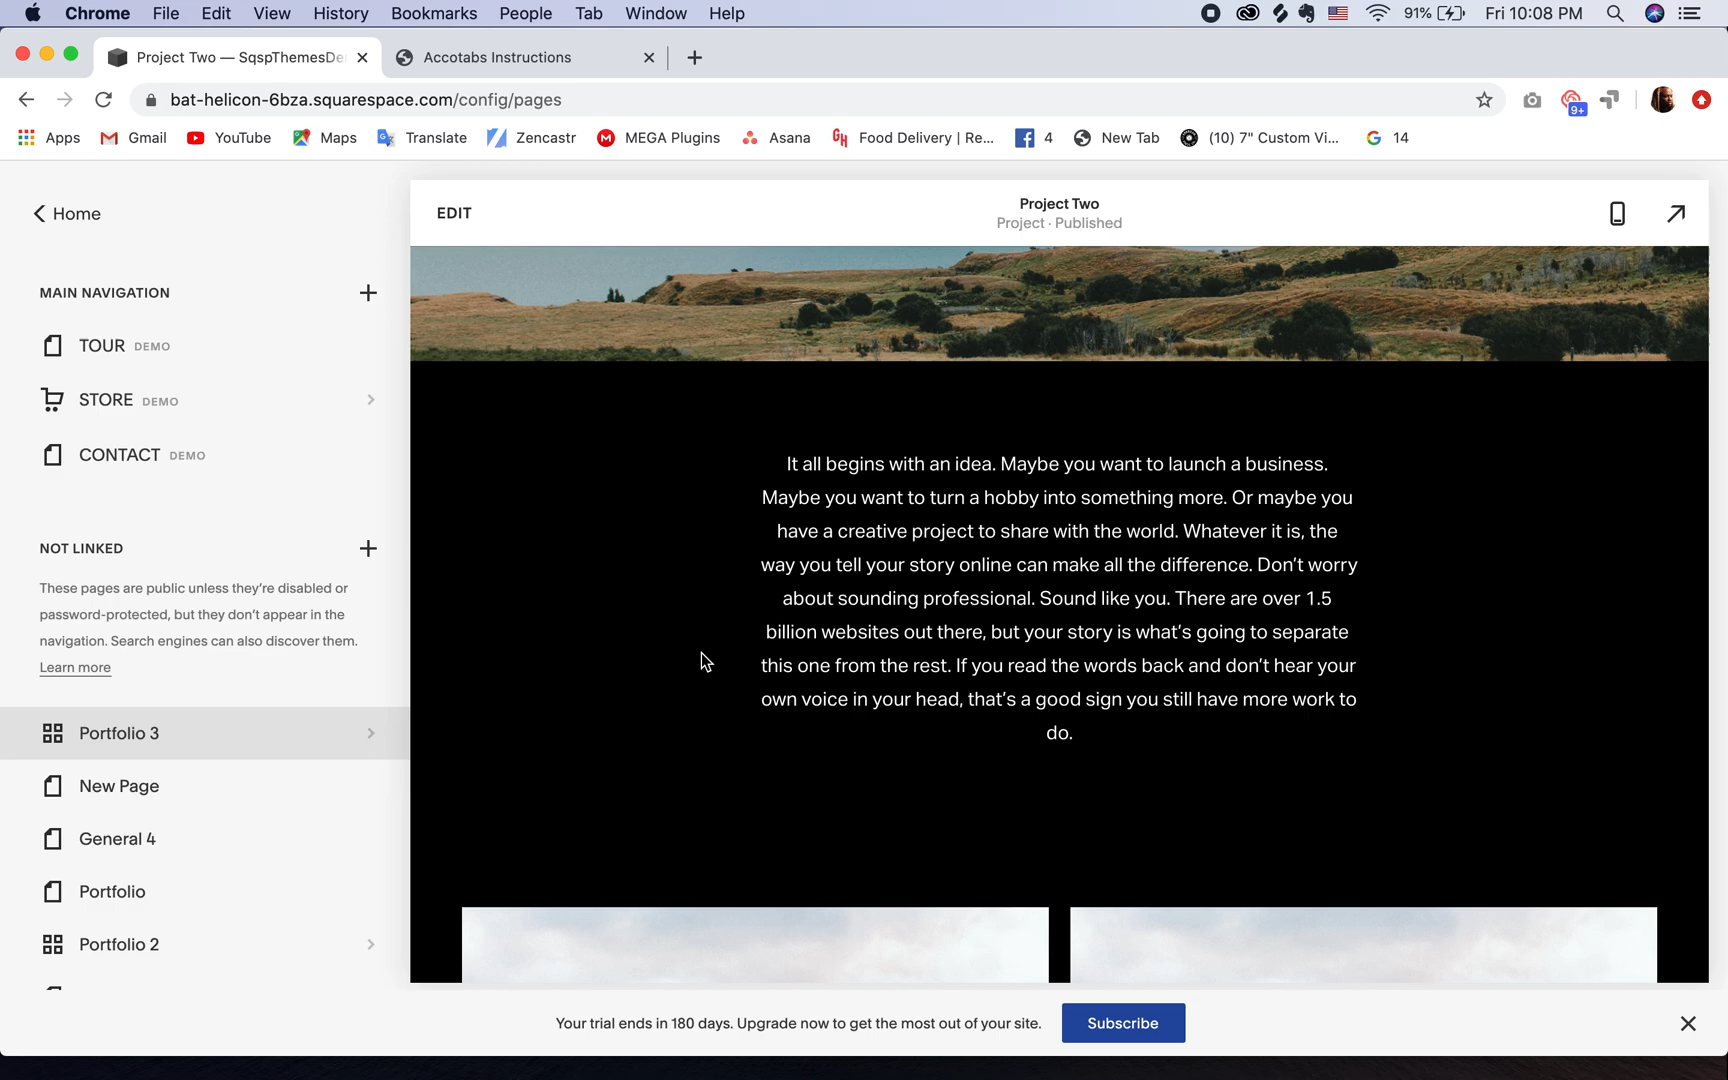 Chrome File Edit View History Bookmarks People Tab Window Help 91% Fri 10:08 PM
Project Two — SqspThemesDe Accotabs Instructions
bat-helicon-6bza.squarespace.com/config/pages 9+
Apps Gmail YouTube Maps Translate Zencastr MEGA Plugins Asana Food Delivery | Re... 4 New Tab (10) 7" Custom Vi... 14
Home
EDIT
Project Two
Project · Published
MAIN NAVIGATION
TOUR DEMO
STORE DEMO
CONTACT DEMO
NOT LINKED
These pages are public unless they're disabled or
password-protected, but they don't appear in the
navigation. Search engines can also discover them.
Learn more
Portfolio 3
New Page
General 4
Portfolio
Portfolio 2
It all begins with an idea. Maybe you want to launch a business.
Maybe you want to turn a hobby into something more. Or maybe you
have a creative project to share with the world. Whatever it is, the
way you tell your story online can make all the difference. Don't worry
about sounding professional. Sound like you. There are over 1.5
billion websites out there, but your story is what's going to separate
this one from the rest. If you read the words back and don't hear your
own voice in your head, that's a good sign you still have more work to
do.
Your trial ends in 180 days. Upgrade now to get the most out of your site. Subscribe